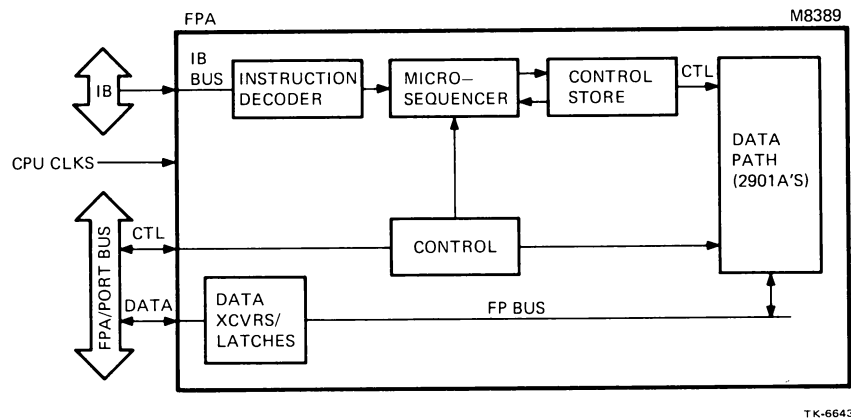 FPA
M8389
IB
BUS
IB
INSTRUCTION
DECODER
MICRO-
SEQUENCER
CONTROL
STORE
CTL
DATA
PATH
(2901A'S)
CPU CLKS
FPA/PORT BUS
CTL
CONTROL
DATA
DATA
XCVRS/
LATCHES
FP BUS
TK-6643